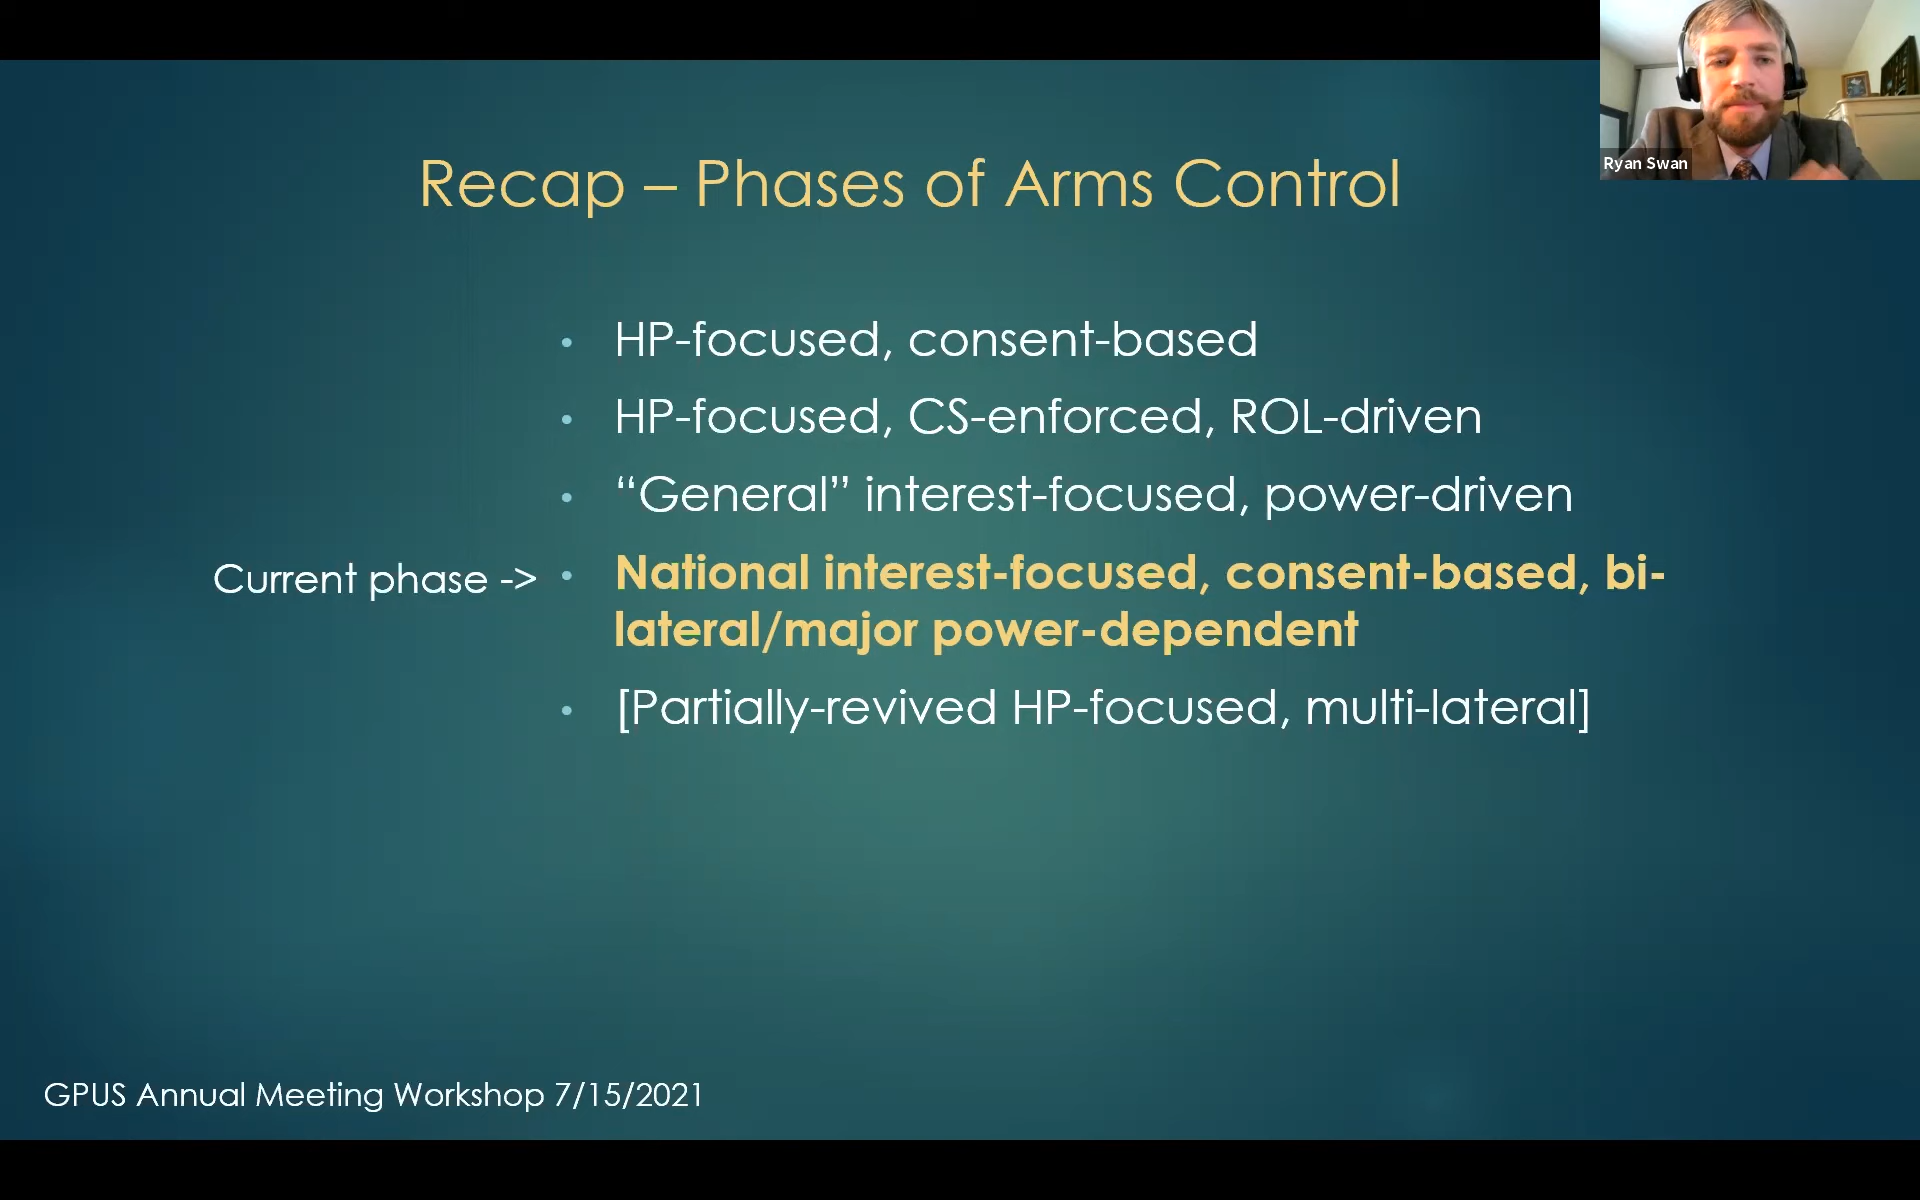 Ryan Swan
Recap – Phases of Arms Control
• HP-focused, consent-based
• HP-focused, CS-enforced, ROL-driven
• “General” interest-focused, power-driven
Current phase -> • National interest-focused, consent-based, bi-
lateral/major power-dependent
• [Partially-revived HP-focused, multi-lateral]
GPUS Annual Meeting Workshop 7/15/2021